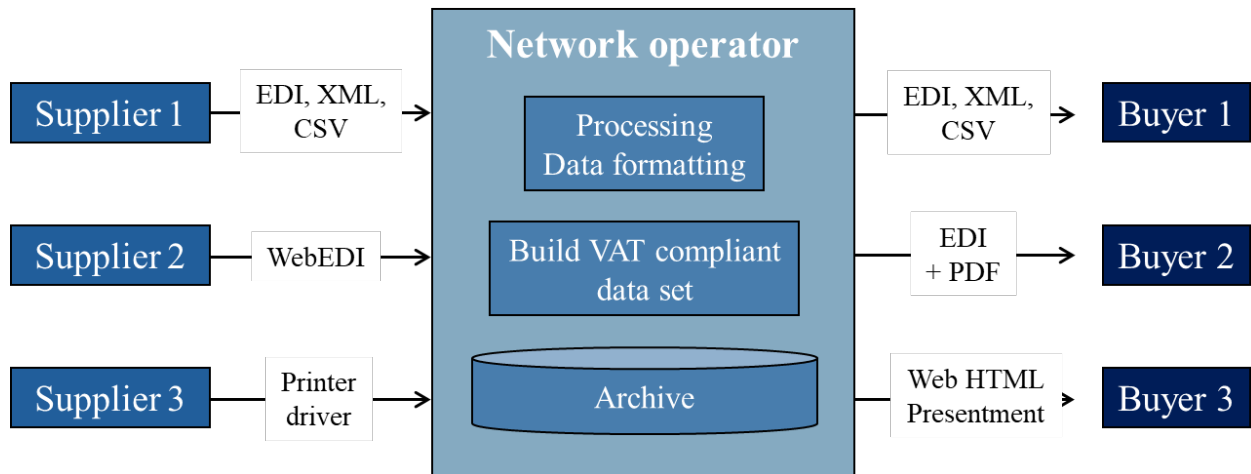 Network operator
Supplier 1
EDI, XML,
CSV
Processing
Data formatting
EDI, XML,
CSV
Buyer 1
Supplier 2
WebEDI
Build VAT compliant
data set
EDI
+ PDF
Buyer 2
Supplier 3
Printer
driver
Archive
Web HTML
Presentment
Buyer 3